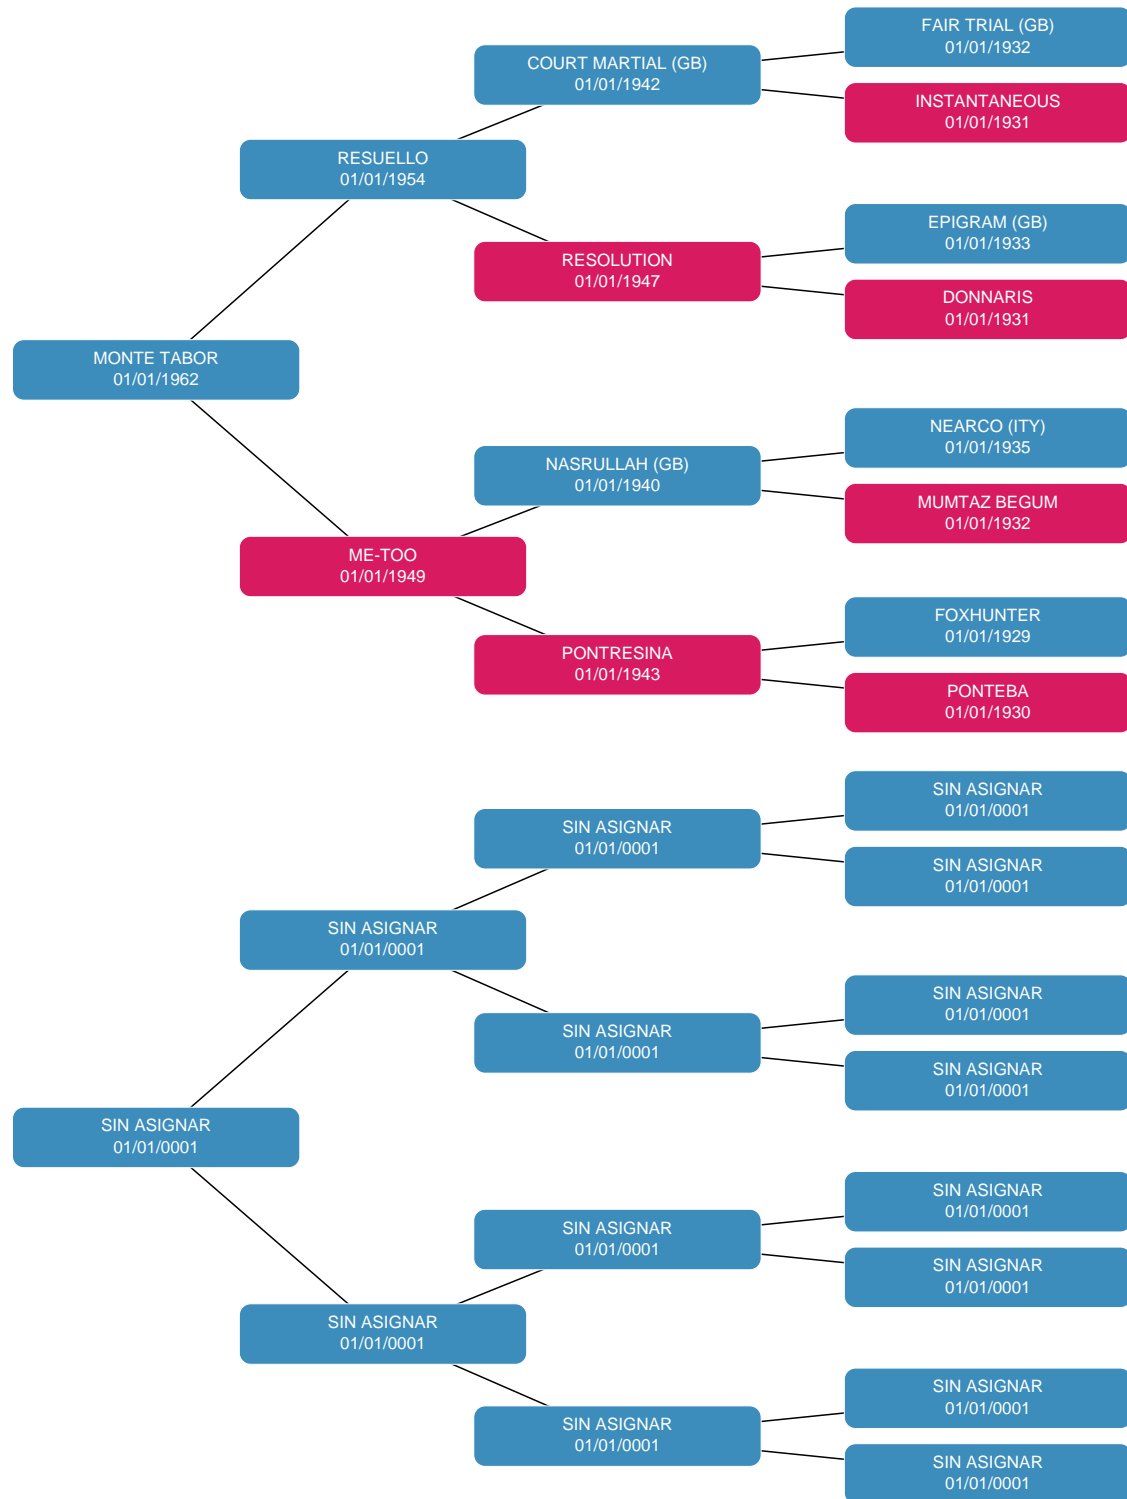 FAIR TRIAL (GB)
01/01/1932
COURT MARTIAL (GB)
01/01/1942
INSTANTANEOUS
01/01/1931
RESUELLO
01/01/1954
EPIGRAM (GB)
01/01/1933
RESOLUTION
01/01/1947
DONNARIS
01/01/1931
MONTE TABOR
01/01/1962
NEARCO (ITY)
01/01/1935
NASRULLAH (GB)
01/01/1940
MUMTAZ BEGUM
01/01/1932
ME-TOO
01/01/1949
FOXHUNTER
01/01/1929
PONTRESINA
01/01/1943
PONTEBA
01/01/1930
SIN ASIGNAR
01/01/0001
SIN ASIGNAR
01/01/0001
SIN ASIGNAR
01/01/0001
SIN ASIGNAR
01/01/0001
SIN ASIGNAR
01/01/0001
SIN ASIGNAR
01/01/0001
SIN ASIGNAR
01/01/0001
SIN ASIGNAR
01/01/0001
SIN ASIGNAR
01/01/0001
SIN ASIGNAR
01/01/0001
SIN ASIGNAR
01/01/0001
SIN ASIGNAR
01/01/0001
SIN ASIGNAR
01/01/0001
SIN ASIGNAR
01/01/0001
SIN ASIGNAR
01/01/0001